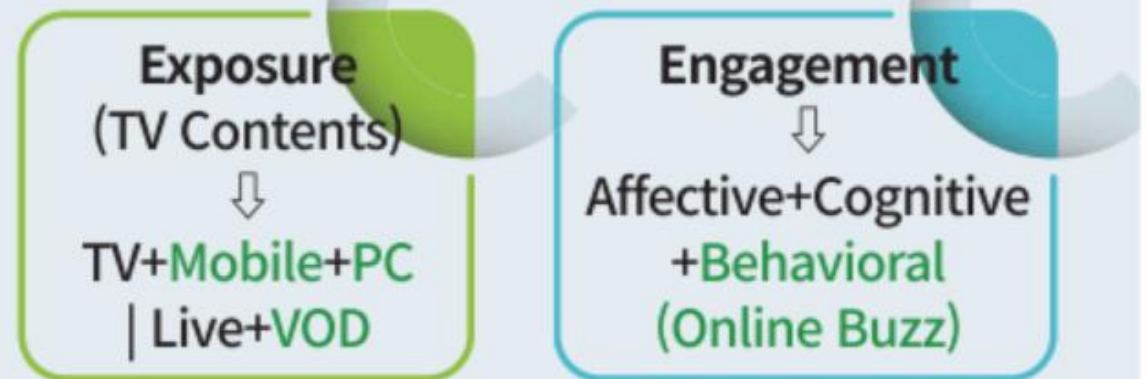 Exposure
(TV Contents)
⇩
TV+Mobile+PC
| Live+VOD
Engagement
⇩
Affective+Cognitive
+Behavioral
(Online Buzz)